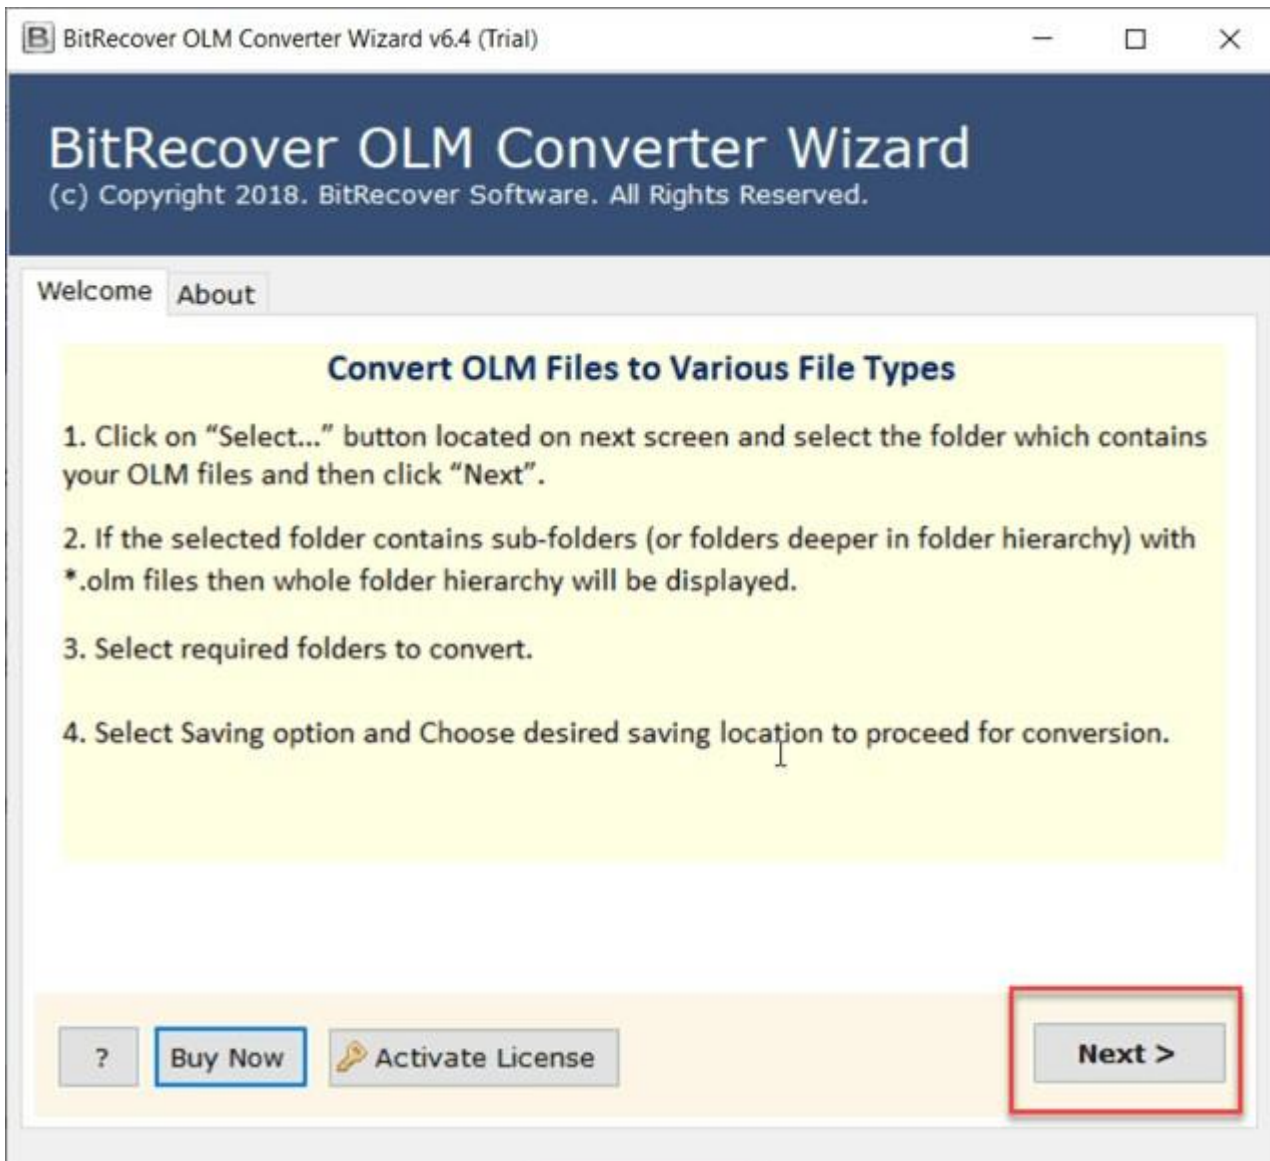 BitRecover OLM Converter Wizard v6.4 (Trial)
BitRecover OLM Converter Wizard
(c) Copyright 2018. BitRecover Software. All Rights Reserved.
Welcome About
Convert OLM Files to Various File Types
1. Click on “Select...” button located on next screen and select the folder which contains
your OLM files and then click “Next”.
2. If the selected folder contains sub-folders (or folders deeper in folder hierarchy) with
*.olm files then whole folder hierarchy will be displayed.
3. Select required folders to convert.
4. Select Saving option and Choose desired saving location to proceed for conversion.
? Buy Now Activate License Next >